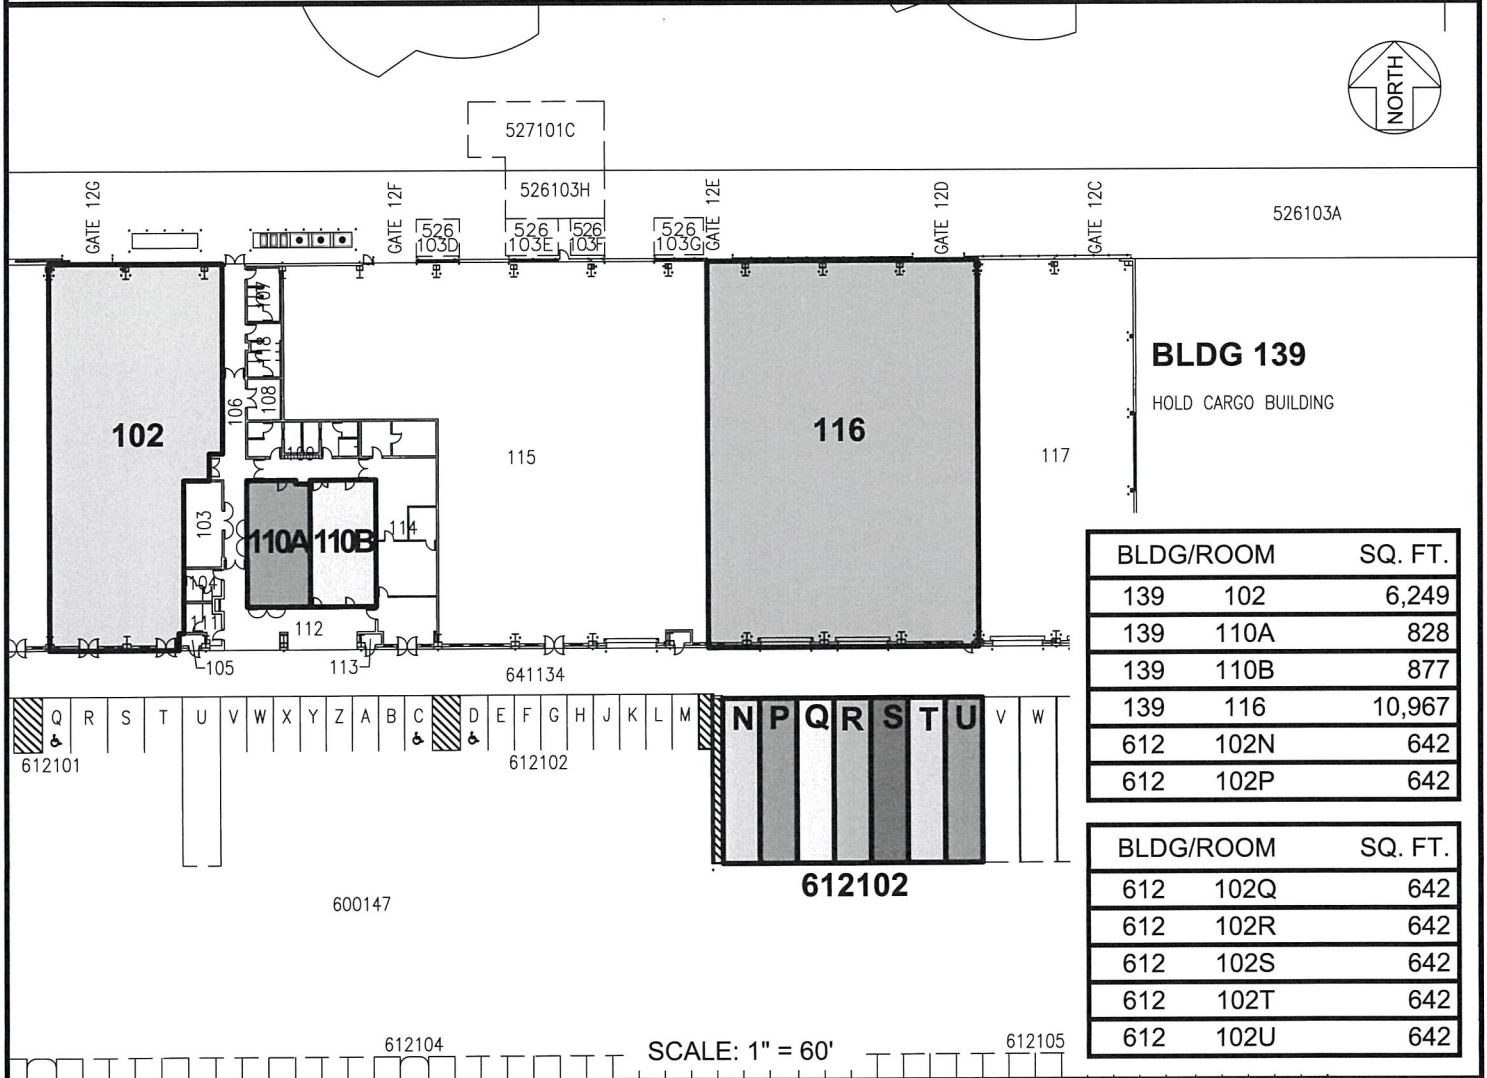 NORTH
527101C
526103H
GATE 12G
GATE 12F
GATE 12E
GATE 12D
GATE 12C
526103A
526
103D
526
103E
526
103F
526
103G
107
118
108
106
102
BLDG 139
HOLD CARGO BUILDING
115
116
117
103
110A
110B
114
104
112
105
113
641134
Q R S T U V W X Y Z A B C D E F G H J K L M
N P Q R S T U V W
612101
612102
612102
600147
612104
SCALE: 1" = 60'
612105
BLDG/ROOM SQ. FT.
139 102 6,249
139 110A 828
139 110B 877
139 116 10,967
612 102N 642
612 102P 642
BLDG/ROOM SQ. FT.
612 102Q 642
612 102R 642
612 102S 642
612 102T 642
612 102U 642